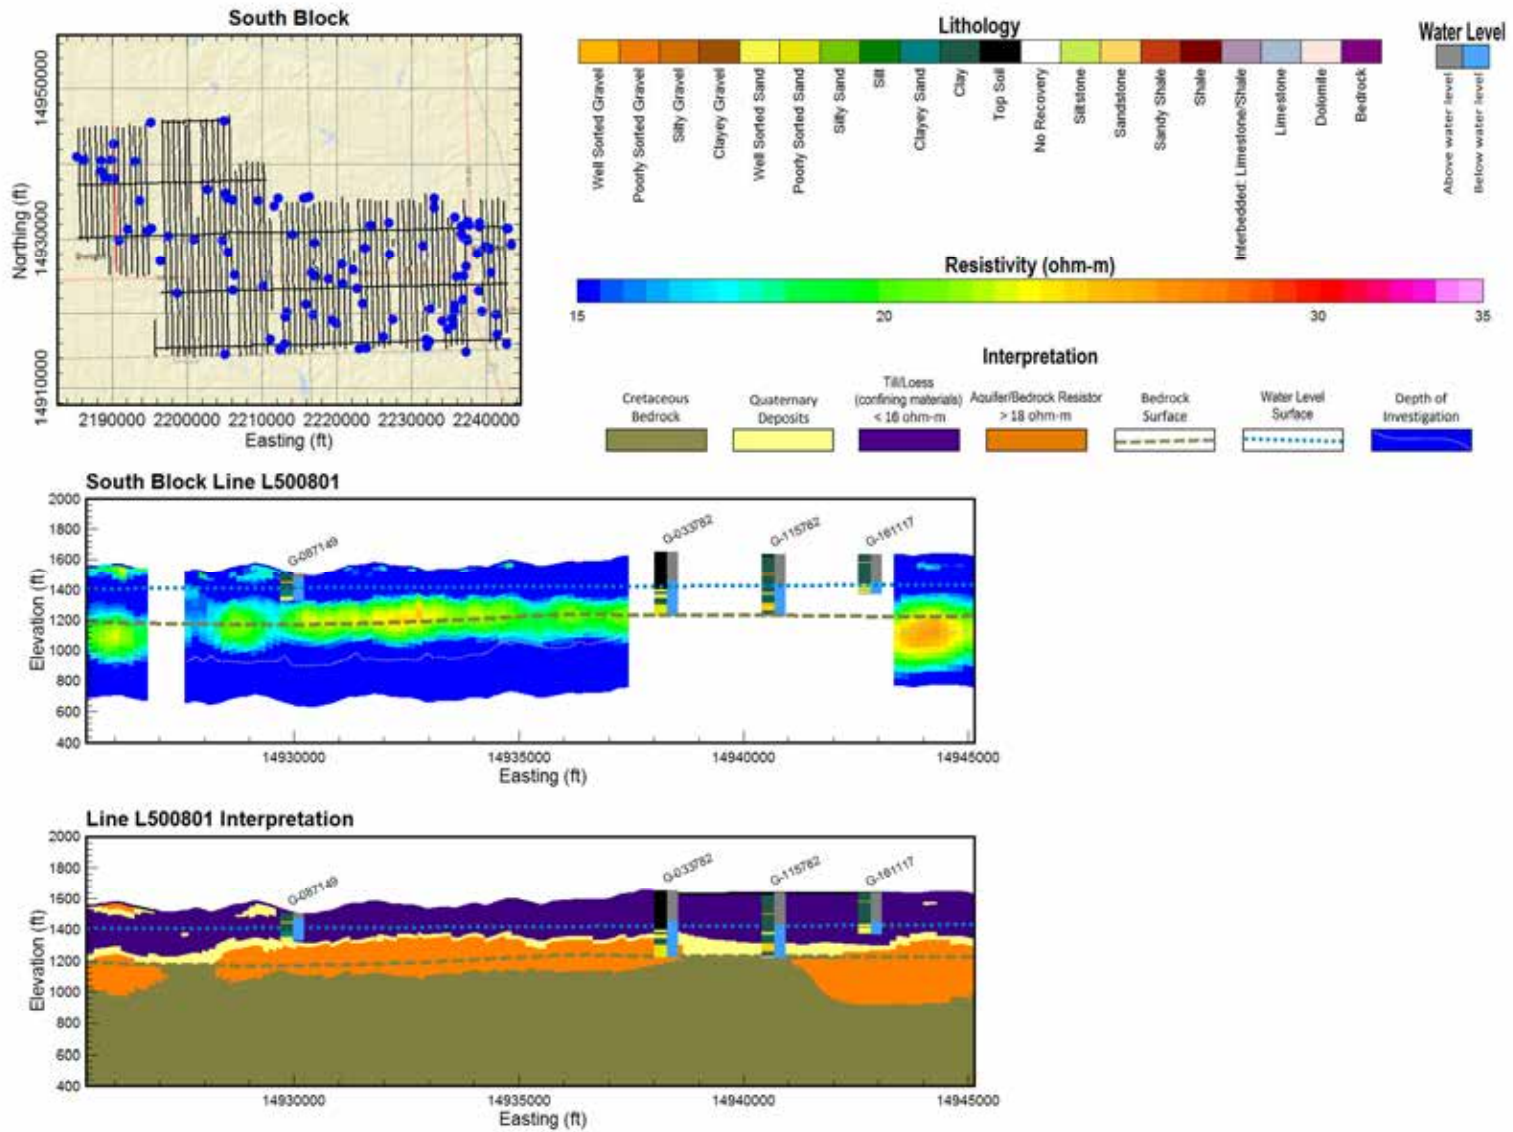 South Block
14950000
14930000
14910000
Northing (ft)
2190000 2200000 2210000 2220000 2230000 2240000
Easting (ft)
Lithology
Well Sorted Gravel
Poorly Sorted Gravel
Silty Gravel
Clayey Gravel
Well Sorted Sand
Poorly Sorted Sand
Silty Sand
Silt
Clayey Sand
Clay
Top Soil
No Recovery
Siltstone
Sandstone
Sandy Shale
Shale
Interbedded: Limestone/Shale
Limestone
Dolomite
Bedrock
Water Level
Above water level
Below water level
Resistivity (ohm-m)
15 20 30 35
Interpretation
Cretaceous
Bedrock
Quaternary
Deposits
Till/Loess
(confining materials)
< 16 ohm-m
Aquifer/Bedrock Resistor
> 18 ohm-m
Bedrock
Surface
Water Level
Surface
Depth of
Investigation
South Block Line L500801
2000
1800
1600
1400
1200
1000
800
600
400
Elevation (ft)
G-087149
G-033782
G-115762
G-161117
14930000 14935000 14940000 14945000
Easting (ft)
Line L500801 Interpretation
2000
1800
1600
1400
1200
1000
800
600
400
Elevation (ft)
G-087149
G-033782
G-115762
G-161117
14930000 14935000 14940000 14945000
Easting (ft)